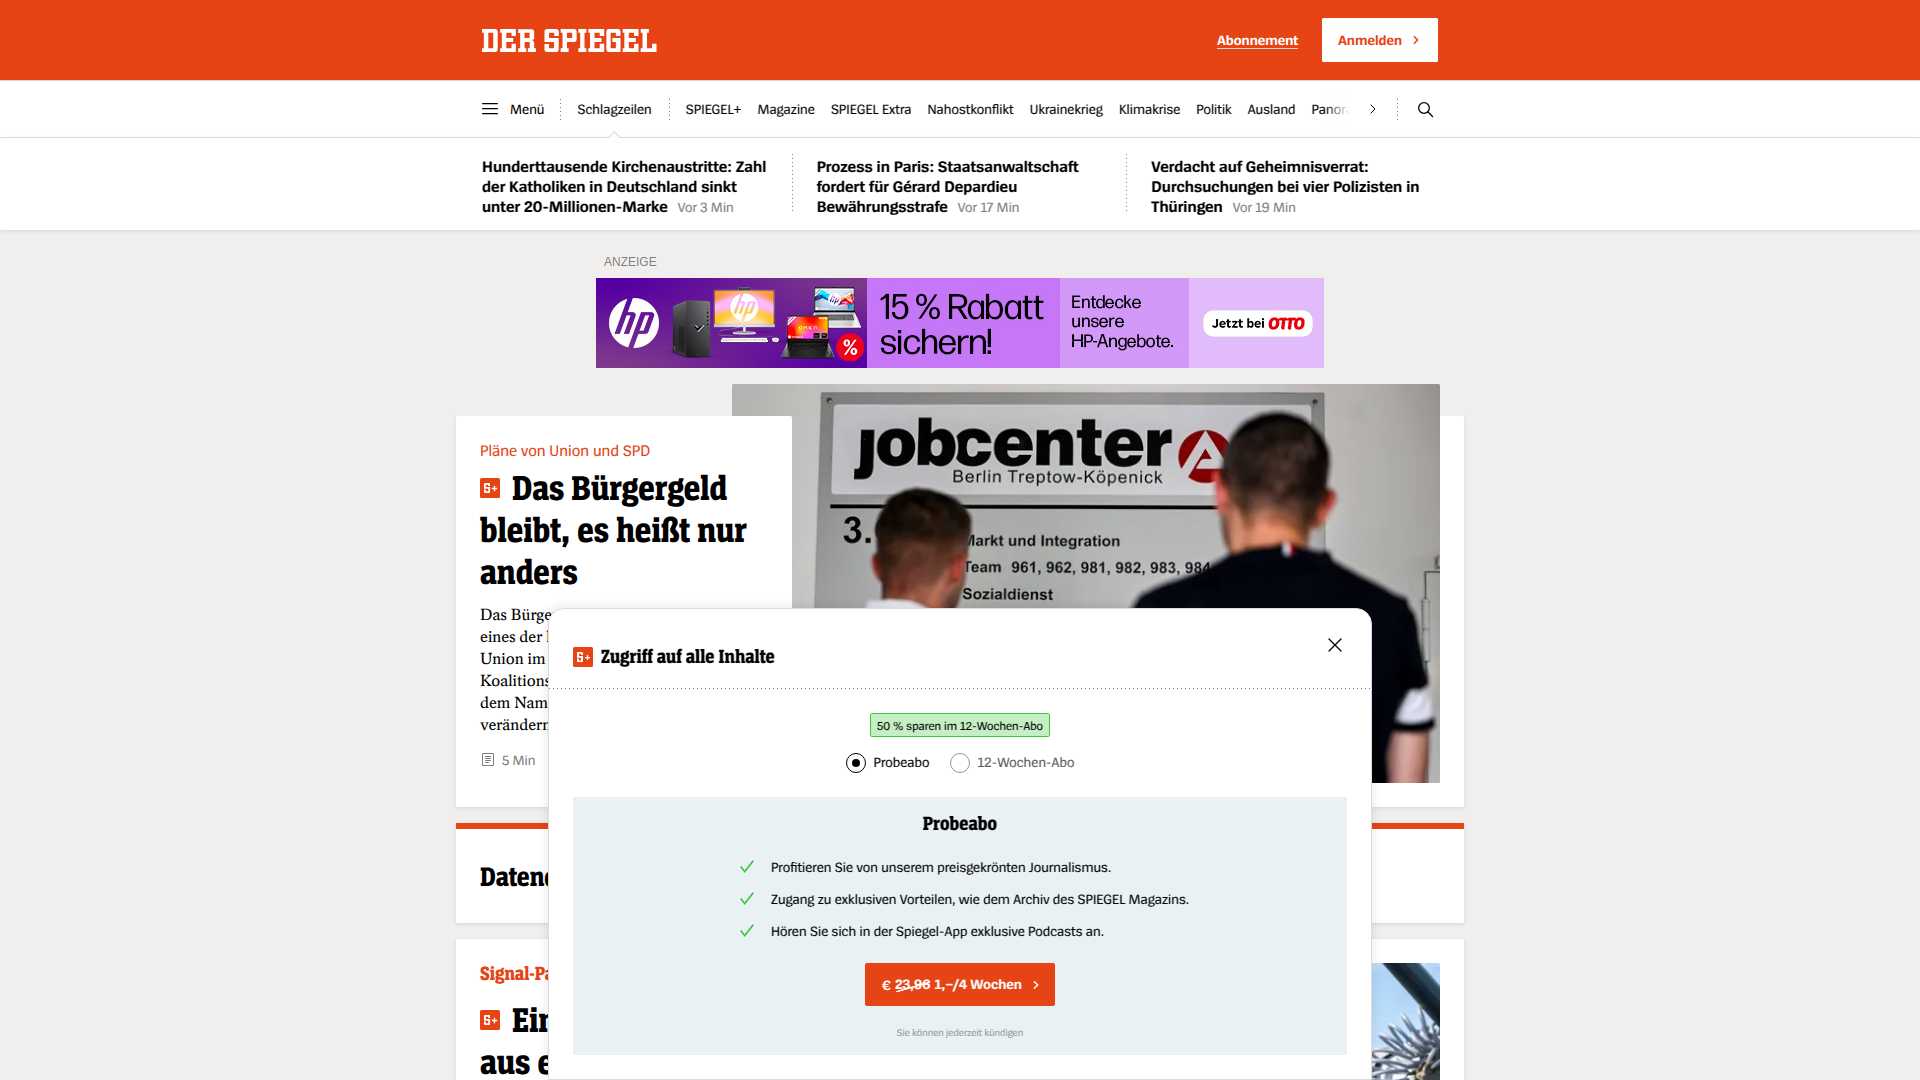 DER SPIEGEL
Abonnement
Anmelden
Menü
Schlagzeilen
SPIEGEL+
Magazine
SPIEGEL Extra
Nahostkonflikt
Ukrainekrieg
Klimakrise
Politik
Ausland
Hunderttausende Kirchenaustritte: Zahl
der Katholiken in Deutschland sinkt
unter 20-Millionen-Marke Vor 3 Min
Prozess in Paris: Staatsanwaltschaft
fordert für Gérard Depardieu
Bewährungsstrafe Vor 17 Min
Verdacht auf Geheimnisverrat:
Durchsuchungen bei vier Polizisten in
Thüringen Vor 19 Min
ANZEIGE
hp
%
15 % Rabatt
sichern!
Entdecke
unsere
HP-Angebote.
Jetzt bei OTTO
jobcenter
Berlin Treptow-Köpenick
3.
Markt und Integration
Team 961, 962, 981, 982, 983, 984
Sozialdienst
Pläne von Union und SPD
Das Bürgergeld
bleibt, es heißt nur
anders
Das Bürge
eines der
Union im
Koalitions
dem Nam
verändern
5 Min
Zugriff auf alle Inhalte
50 % sparen im 12-Wochen-Abo
Probeabo
12-Wochen-Abo
Probeabo
Profitieren Sie von unserem preisgekrönten Journalismus.
Zugang zu exklusiven Vorteilen, wie dem Archiv des SPIEGEL Magazins.
Hören Sie sich in der Spiegel-App exklusive Podcasts an.
€ 23,96 1,–/4 Wochen
Sie können jederzeit kündigen
Daten
Signal-Pa
Ein
aus e